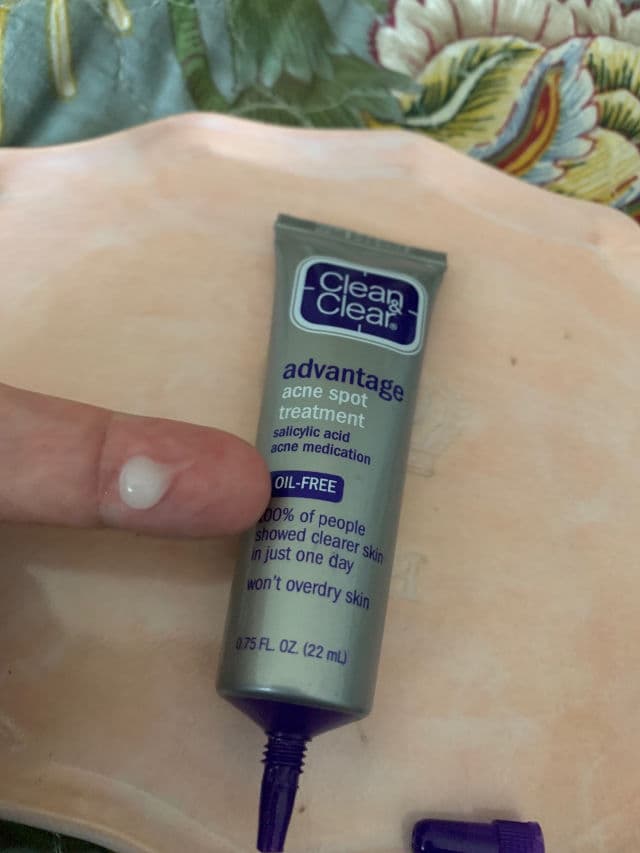 Clean &
Clear®
advantage
acne spot
treatment
salicylic acid
acne medication
OIL-FREE
00% of people
showed clearer skin
in just one day
won't overdry skin
0.75 FL. OZ. (22 mL)